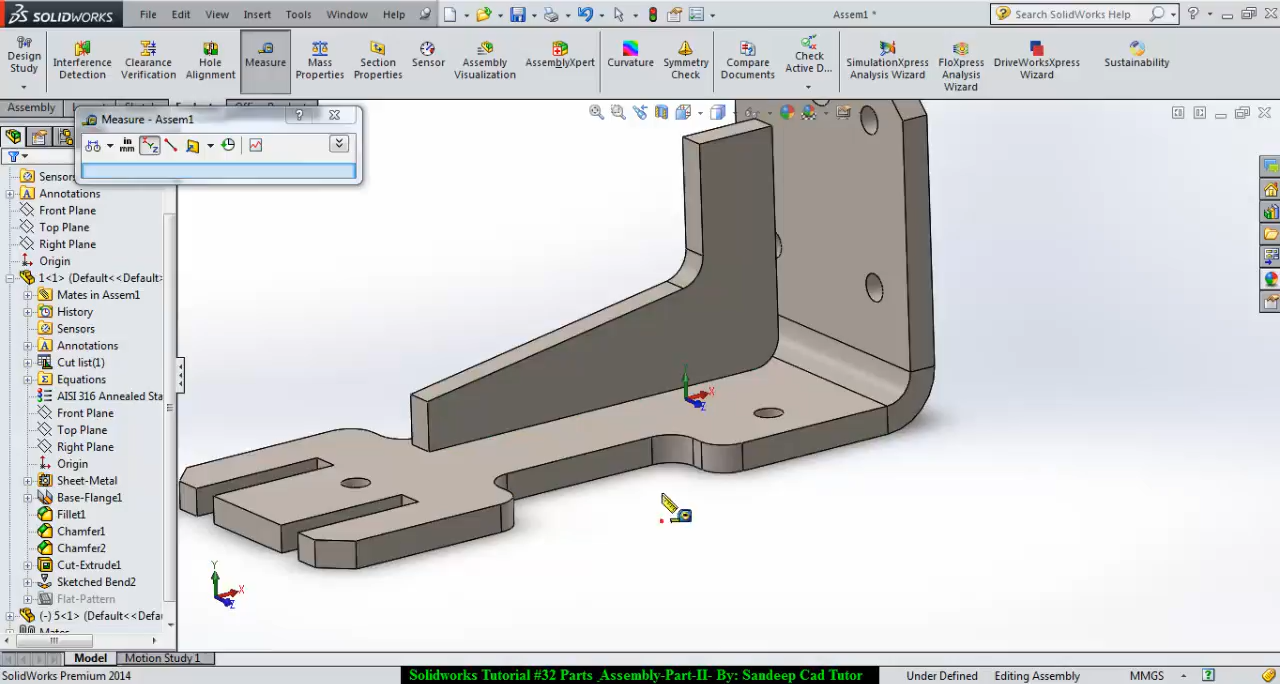 SOLIDWORKS File Edit View Insert Tools Window Help Assem1 * Search SolidWorks Help
Design Study
Interference Detection
Clearance Verification
Hole Alignment
Measure
Mass Properties
Section Properties
Sensor
Assembly Visualization
AssemblyXpert
Curvature
Symmetry Check
Compare Documents
Check Active D...
SimulationXpress Analysis Wizard
FloXpress Analysis Wizard
DriveWorksXpress Wizard
Sustainability
Assembly
Measure - Assem1
in mm
Sensors
Annotations
Front Plane
Top Plane
Right Plane
Origin
1<1> (Default<<Default>
Mates in Assem1
History
Sensors
Annotations
Cut list(1)
Equations
AISI 316 Annealed Sta
Front Plane
Top Plane
Right Plane
Origin
Sheet-Metal
Base-Flange1
Fillet1
Chamfer1
Chamfer2
Cut-Extrude1
Sketched Bend2
Flat-Pattern
(-) 5<1> (Default<<Defau
Mates
X
Z
Y
X
Z
Model Motion Study 1
SolidWorks Premium 2014 Solidworks Tutorial #32 Parts Assembly-Part-II- By: Sandeep Cad Tutor Under Defined Editing Assembly MMGS